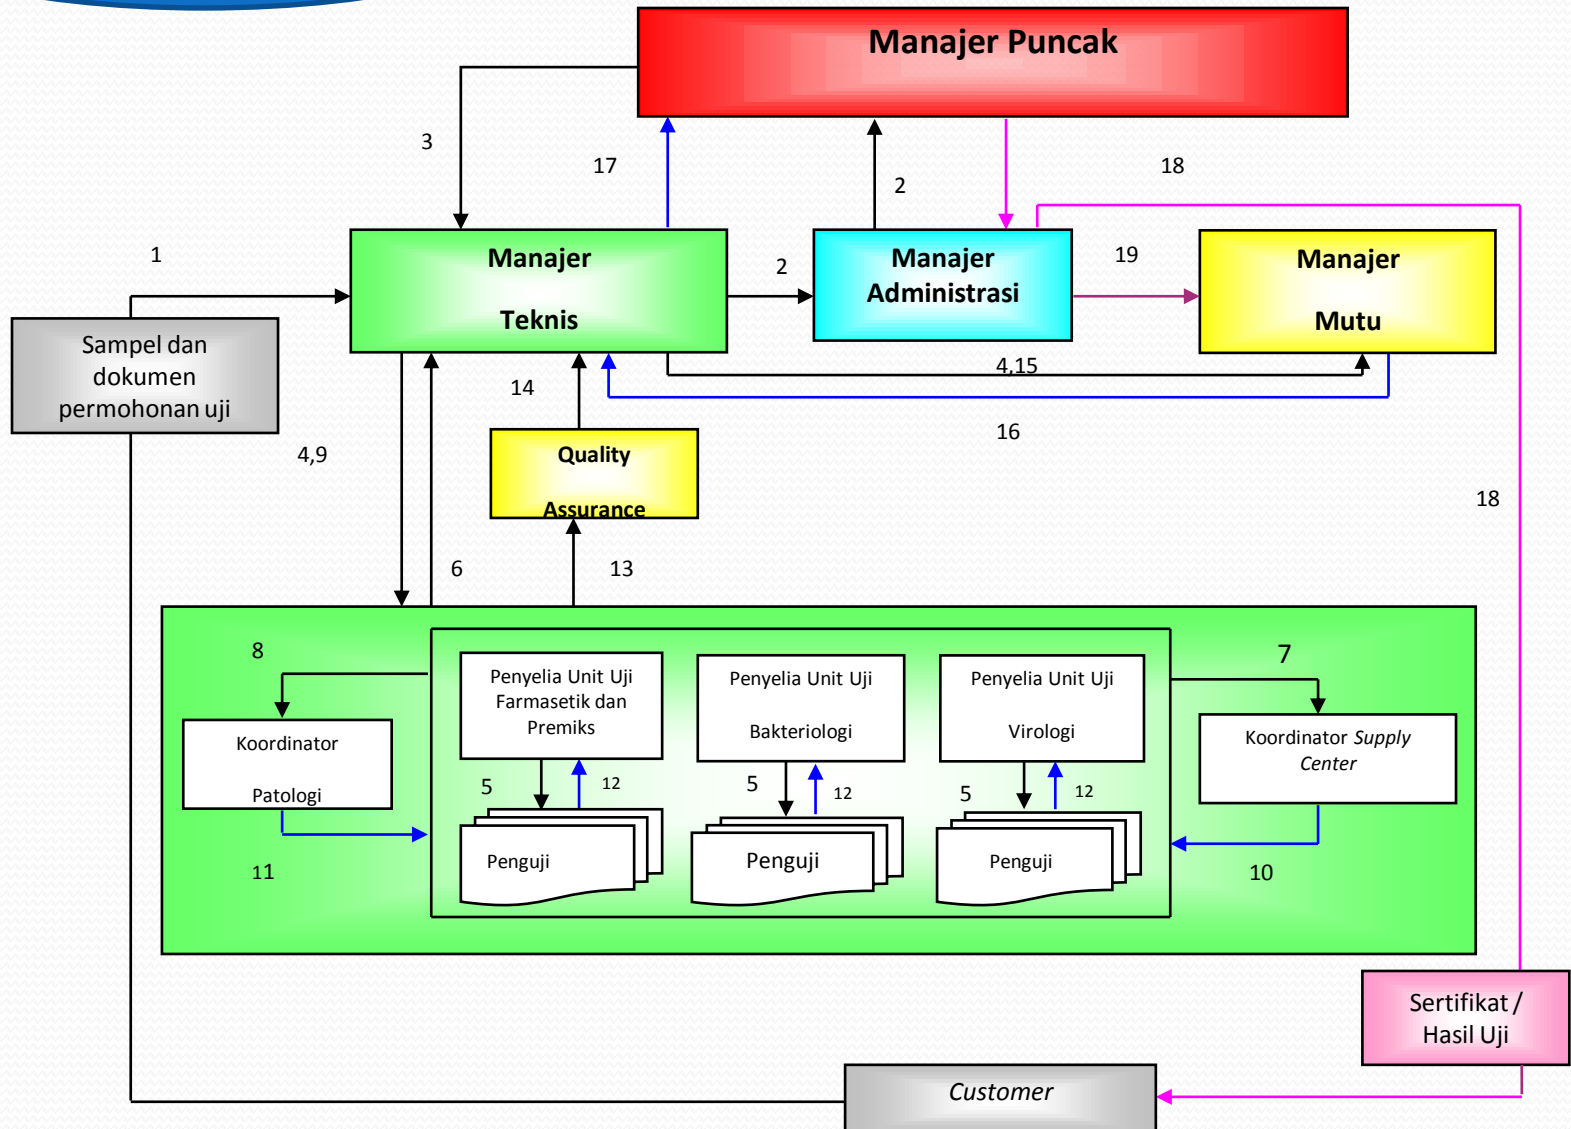 Manajer Puncak
3
17
2
18
1
Manajer
Teknis
2
Manajer
Administrasi
19
Manajer
Mutu
Sampel dan
dokumen
permohonan uji
14
4,15
16
4,9
Quality
Assurance
18
6
13
8
7
Penyelia Unit Uji
Farmasetik dan
Premiks
Penyelia Unit Uji
Bakteriologi
Penyelia Unit Uji
Virologi
Koordinator
Patologi
Koordinator Supply
Center
5
12
5
12
5
12
Penguji
Penguji
Penguji
11
10
Sertifikat /
Hasil Uji
Customer